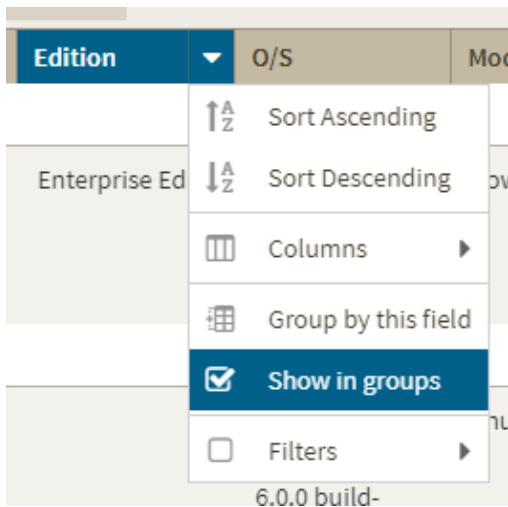 Edition O/S
Sort Ascending
Enterprise Ed Sort Descending
Columns
Group by this field
Show in groups
Filters
6.0.0 build-